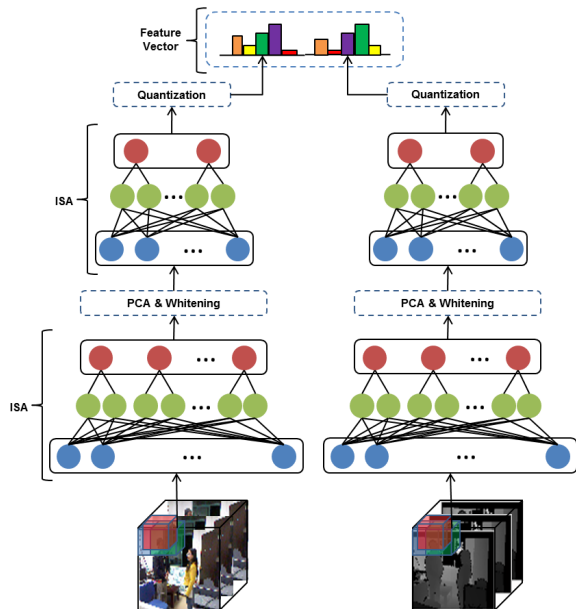 Feature
Vector
Quantization
Quantization
ISA
PCA & Whitening
PCA & Whitening
ISA